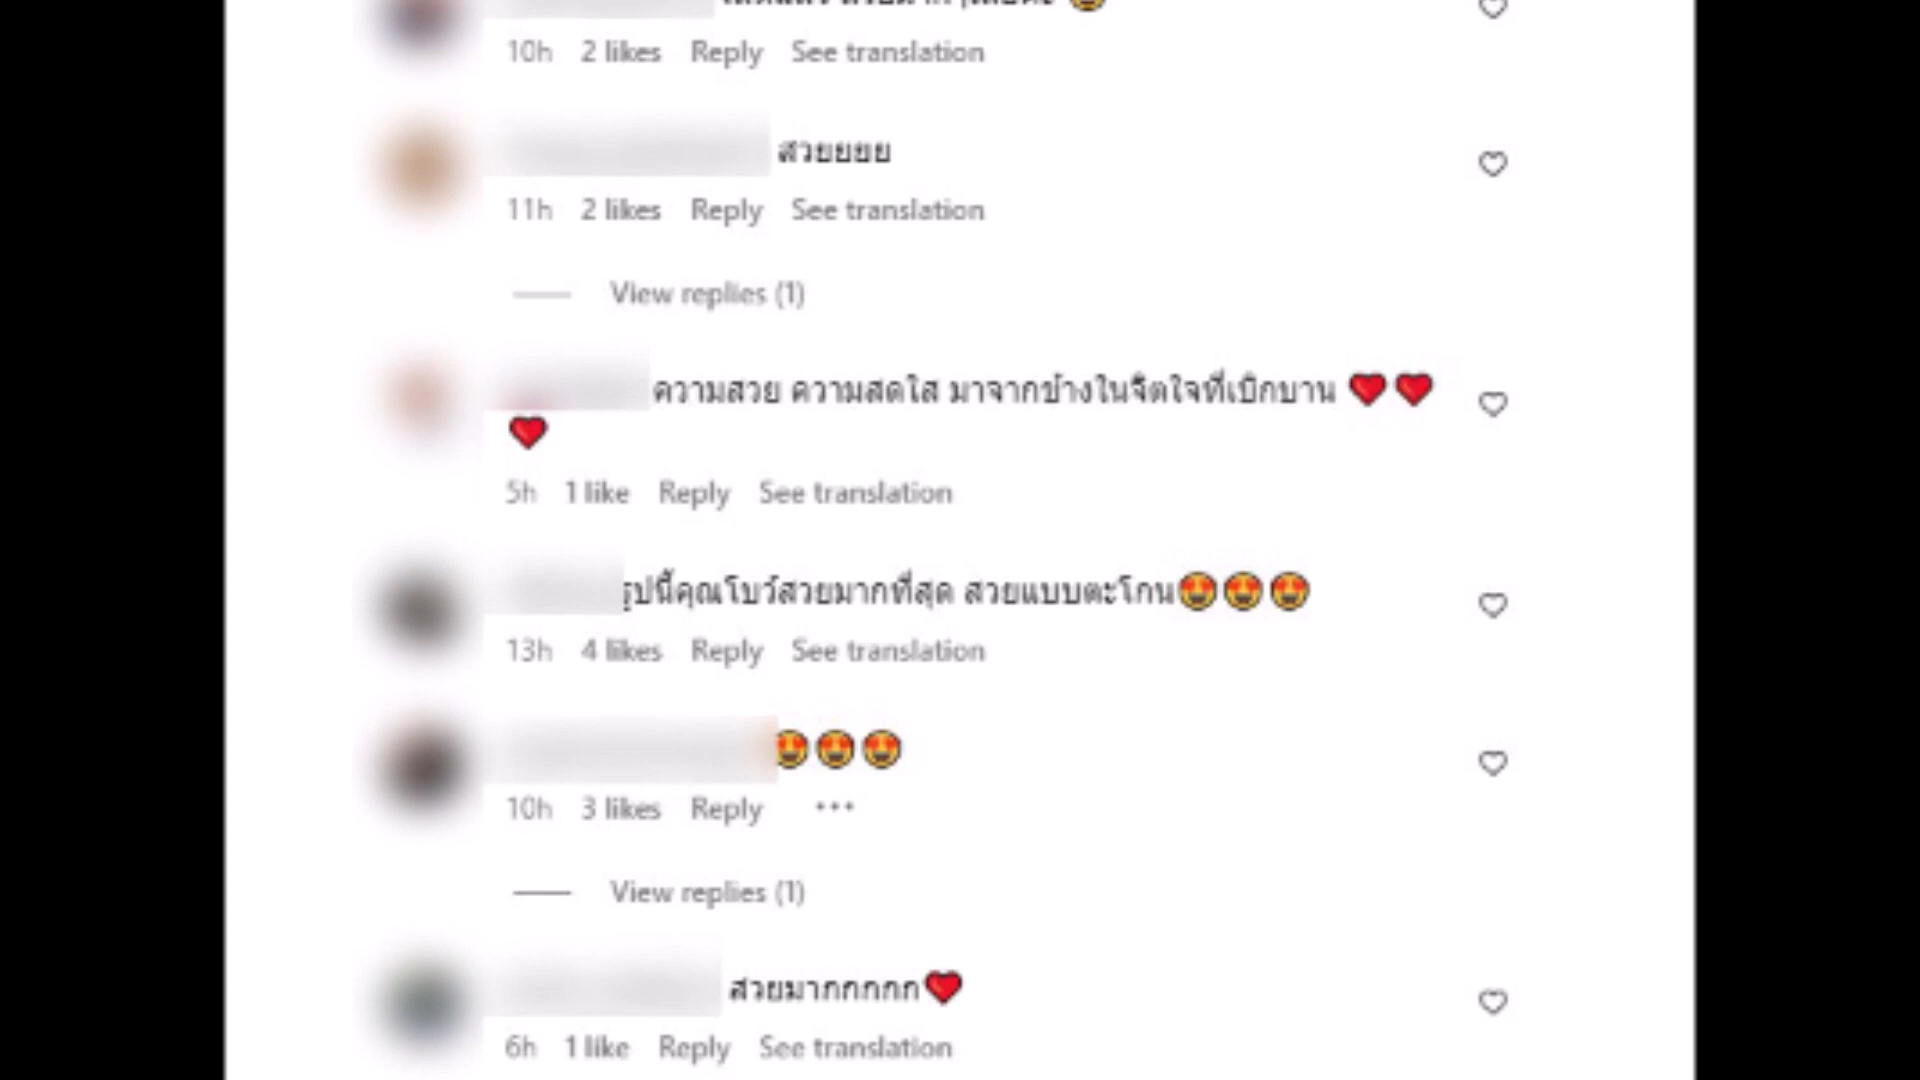 10h 2 likes Reply See translation
สวยยยย
11h 2 likes Reply See translation
View replies (1)
ความสวย ความสดใส มาจากข้างในจิตใจที่เบิกบาน ❤️❤️
❤️
5h 1 like Reply See translation
รูปนี้คุณโบว์สวยมากที่สุด สวยแบบตะโกน😍😍😍
13h 4 likes Reply See translation
😍😍😍
10h 3 likes Reply ...
View replies (1)
สวยมากกกกก❤️
6h 1 like Reply See translation